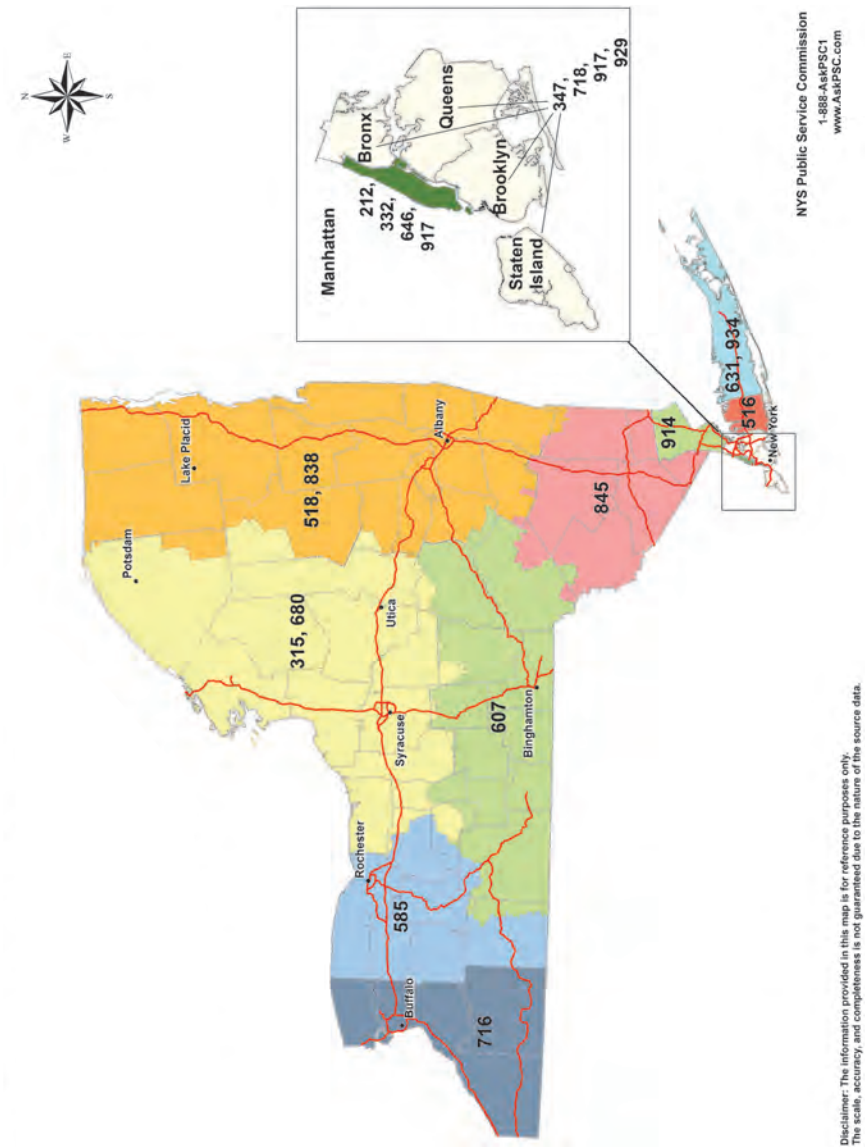 N
W
E
S
Manhattan
212,
332,
646,
917
Bronx
Queens
Brooklyn
Staten
Island
347,
718,
917,
929
Potsdam
Lake Placid
315, 680
518, 838
Rochester
Syracuse
Utica
Albany
Buffalo
585
716
607
Binghamton
845
914
631, 934
516
New York
NYS Public Service Commission
1-888-AskPSC1
www.AskPSC.com
Disclaimer: The information provided in this map is for reference purposes only.
The scale, accuracy, and completeness is not guaranteed due to the nature of the source data.